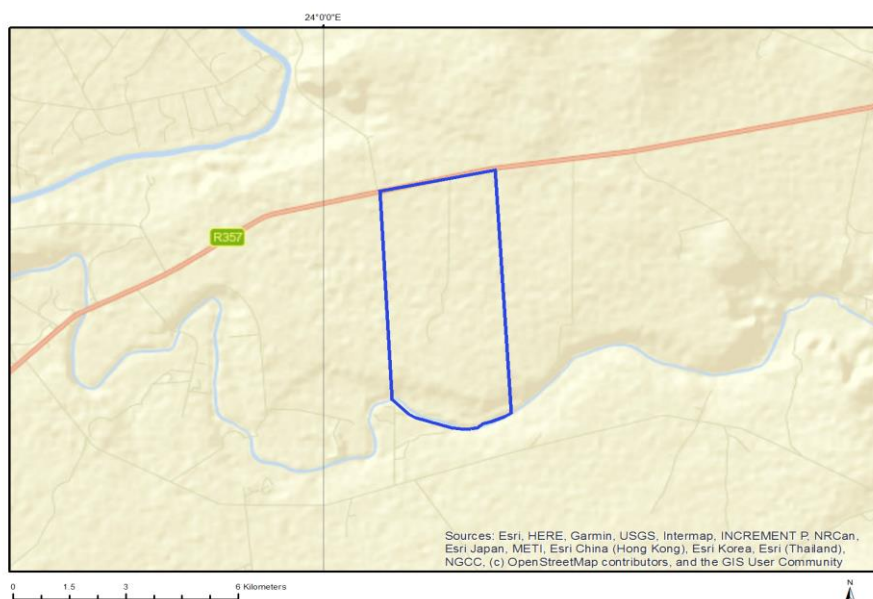 24°0'0"E
R357
Sources: Esri, HERE, Garmin, USGS, Intermap, INCREMENT P, NRCan,
Esri Japan, METI, Esri China (Hong Kong), Esri Korea, Esri (Thailand),
NGCC, (c) OpenStreetMap contributors, and the GIS User Community
0 1.5 3 6 Kilometers
N